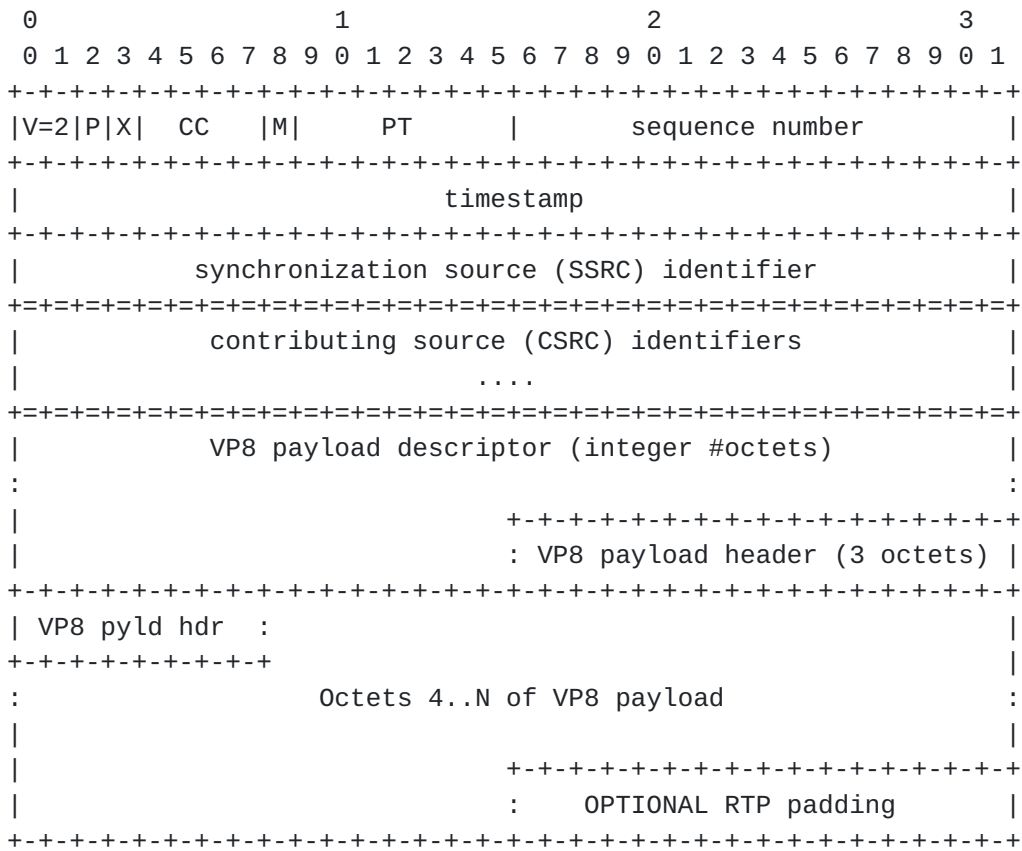 0                   1                   2                   3
 0 1 2 3 4 5 6 7 8 9 0 1 2 3 4 5 6 7 8 9 0 1 2 3 4 5 6 7 8 9 0 1
+-+-+-+-+-+-+-+-+-+-+-+-+-+-+-+-+-+-+-+-+-+-+-+-+-+-+-+-+-+-+-+-+
|V=2|P|X|  CC   |M|     PT      |       sequence number         |
+-+-+-+-+-+-+-+-+-+-+-+-+-+-+-+-+-+-+-+-+-+-+-+-+-+-+-+-+-+-+-+-+
|                           timestamp                           |
+-+-+-+-+-+-+-+-+-+-+-+-+-+-+-+-+-+-+-+-+-+-+-+-+-+-+-+-+-+-+-+-+
|           synchronization source (SSRC) identifier            |
+=+=+=+=+=+=+=+=+=+=+=+=+=+=+=+=+=+=+=+=+=+=+=+=+=+=+=+=+=+=+=+=+
|            contributing source (CSRC) identifiers             |
|                             ....                              |
+=+=+=+=+=+=+=+=+=+=+=+=+=+=+=+=+=+=+=+=+=+=+=+=+=+=+=+=+=+=+=+=+
|            VP8 payload descriptor (integer #octets)           |
:                                                               :
|                               +-+-+-+-+-+-+-+-+-+-+-+-+-+-+-+-+
|                               : VP8 payload header (3 octets) |
+-+-+-+-+-+-+-+-+-+-+-+-+-+-+-+-+-+-+-+-+-+-+-+-+-+-+-+-+-+-+-+-+
| VP8 pyld hdr  :                                               |
+-+-+-+-+-+-+-+-+                                               |
:                   Octets 4..N of VP8 payload                  :
|                                                               |
|                               +-+-+-+-+-+-+-+-+-+-+-+-+-+-+-+-+
|                               :    OPTIONAL RTP padding       |
+-+-+-+-+-+-+-+-+-+-+-+-+-+-+-+-+-+-+-+-+-+-+-+-+-+-+-+-+-+-+-+-+